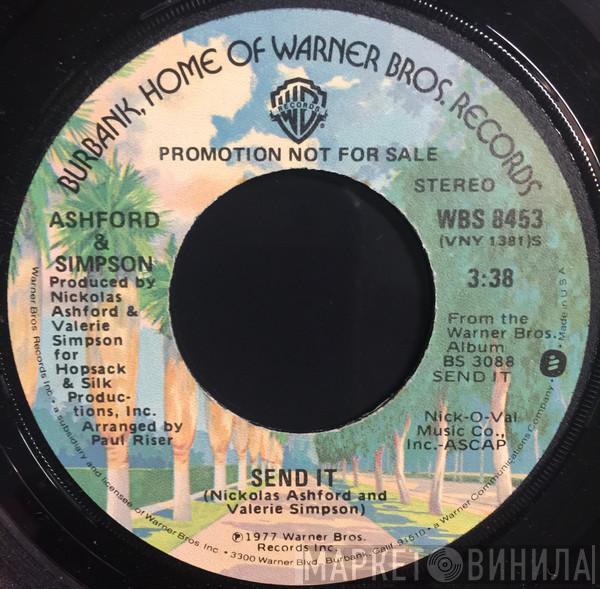 BURBANK, HOME OF WARNER BROS. RECORDS
RECORDS
PROMOTION NOT FOR SALE
STEREO
ASHFORD
&
SIMPSON
Produced by
Nickolas
Ashford &
Valerie
Simpson
for
Hopsack
& Silk
Produc-
tions, Inc.
Arranged by
Paul Riser
WBS 8453
(VNY 1381)S
3:38
From the
Warner Bros.
Album
BS 3088
SEND IT
Nick-O-Val
Music Co.,
Inc.-ASCAP
SEND IT
(Nickolas Ashford and
Valerie Simpson)
℗1977 Warner Bros.
Records Inc.
Warner Bros Records Inc. • a subsidiary and licensee of Warner Bros. Inc • 3300 Warner Blvd., Burbank, Calif. 91510 • a Warner Communications Company • Made in U S A
МАРКЕТ ВИНИЛА